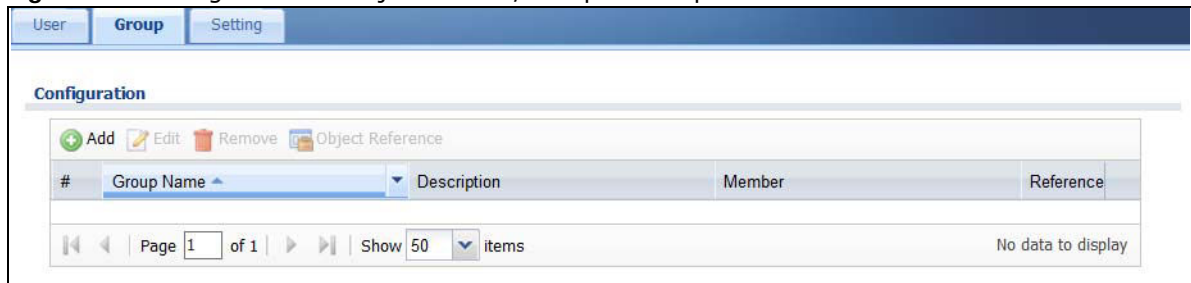 User Group Setting
Configuration
Add Edit Remove Object Reference
# Group Name Description Member Reference
Page 1 of 1 Show 50 items No data to display